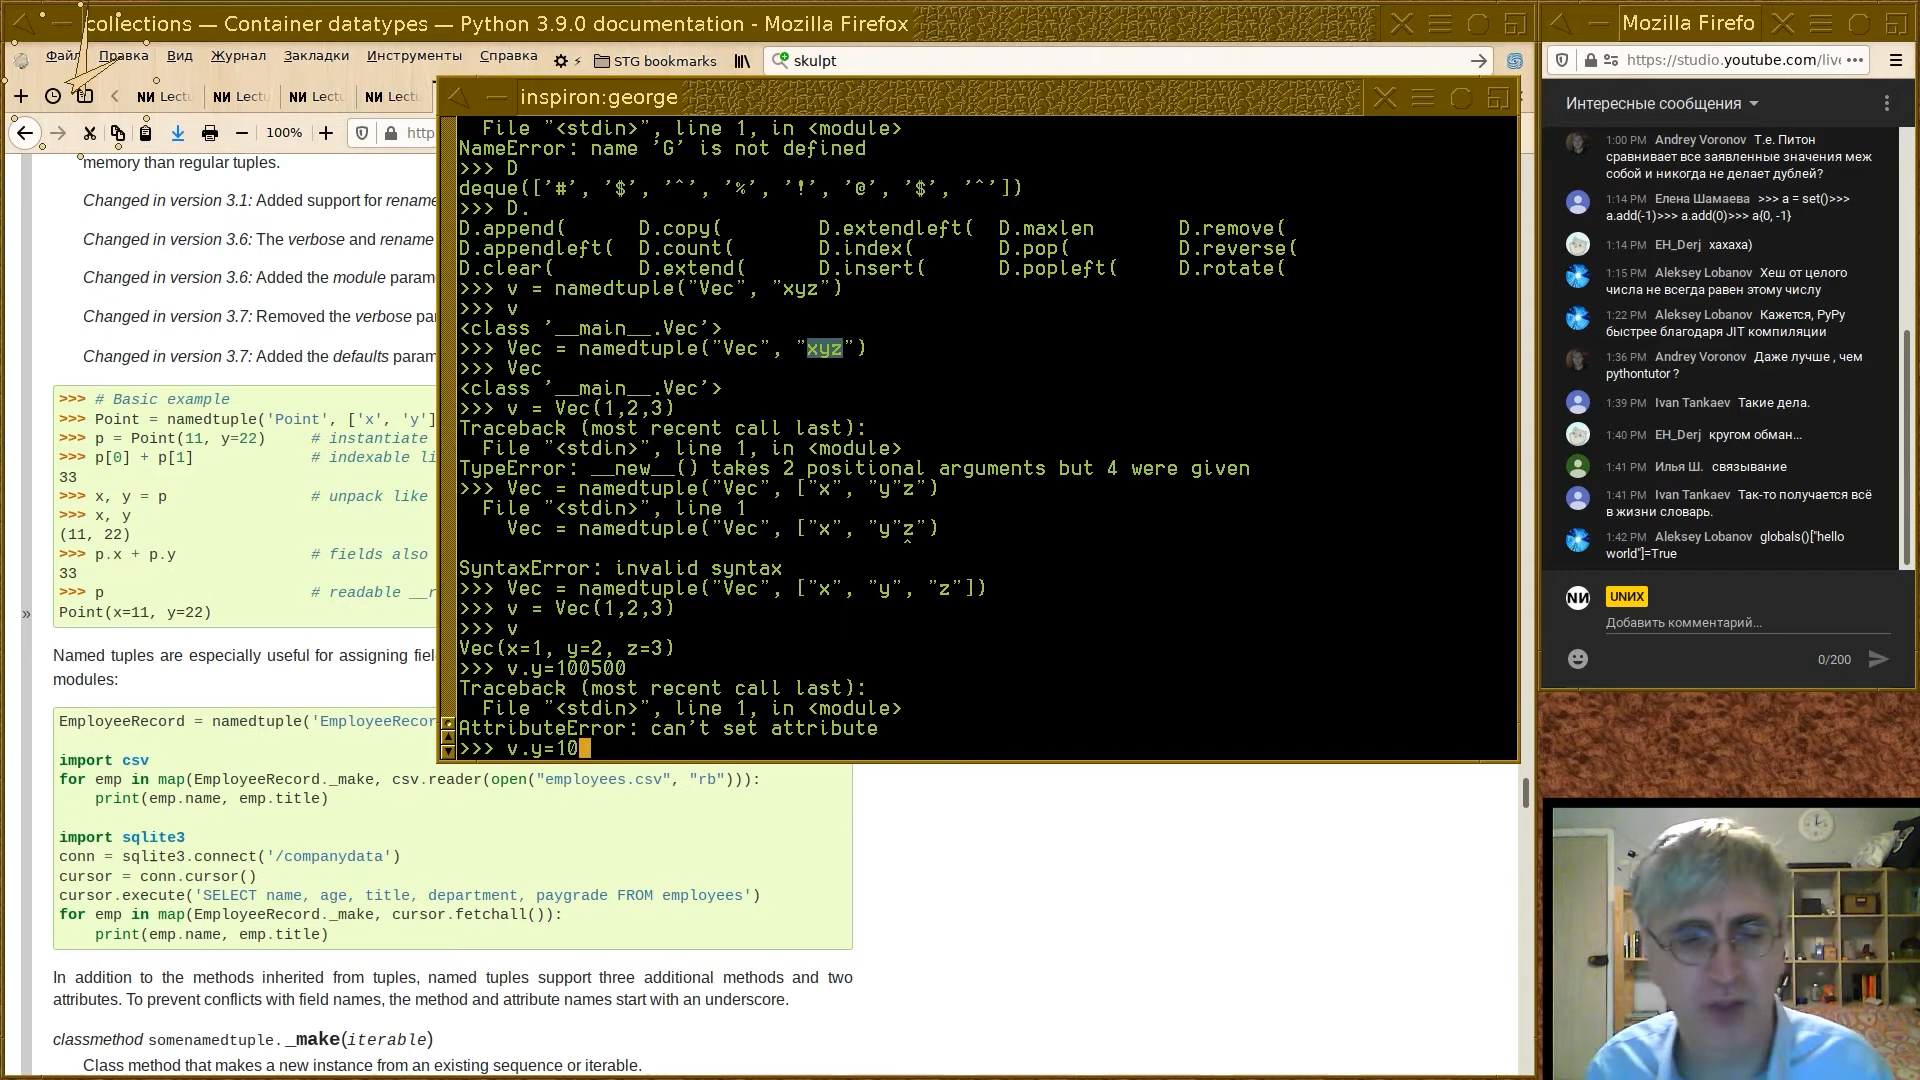 collections — Container datatypes — Python 3.9.0 documentation - Mozilla Firefox
Файл Правка Вид Журнал Закладки Инструменты Справка STG bookmarks skulpt
Lectu Lectu Lectu Lectu
100% http
memory than regular tuples.
Changed in version 3.1: Added support for rename
Changed in version 3.6: The verbose and rename
Changed in version 3.6: Added the module param
Changed in version 3.7: Removed the verbose par
Changed in version 3.7: Added the defaults param
>>> # Basic example
>>> Point = namedtuple('Point', ['x', 'y']
>>> p = Point(11, y=22)     # instantiate
>>> p[0] + p[1]             # indexable li
33
>>> x, y = p                # unpack like
>>> x, y
(11, 22)
>>> p.x + p.y               # fields also
33
>>> p                       # readable __r
Point(x=11, y=22)
Named tuples are especially useful for assigning fiel
modules:
EmployeeRecord = namedtuple('EmployeeRecor
import csv
for emp in map(EmployeeRecord._make, csv.reader(open("employees.csv", "rb"))):
    print(emp.name, emp.title)
import sqlite3
conn = sqlite3.connect('/companydata')
cursor = conn.cursor()
cursor.execute('SELECT name, age, title, department, paygrade FROM employees')
for emp in map(EmployeeRecord._make, cursor.fetchall()):
    print(emp.name, emp.title)
In addition to the methods inherited from tuples, named tuples support three additional methods and two
attributes. To prevent conflicts with field names, the method and attribute names start with an underscore.
classmethod somenamedtuple._make(iterable)
Class method that makes a new instance from an existing sequence or iterable.
inspiron:george
  File "<stdin>", line 1, in <module>
NameError: name 'G' is not defined
>>> D
deque(['#', '$', '^', '%', '!', '@', '$', '^'])
>>> D.
D.append(      D.copy(        D.extendleft(  D.maxlen       D.remove(
D.appendleft(  D.count(       D.index(       D.pop(         D.reverse(
D.clear(       D.extend(      D.insert(      D.popleft(     D.rotate(
>>> v = namedtuple("Vec", "xyz")
>>> v
<class '__main__.Vec'>
>>> Vec = namedtuple("Vec", "xyz")
>>> Vec
<class '__main__.Vec'>
>>> v = Vec(1,2,3)
Traceback (most recent call last):
  File "<stdin>", line 1, in <module>
TypeError: __new__() takes 2 positional arguments but 4 were given
>>> Vec = namedtuple("Vec", ["x", "y"z")
  File "<stdin>", line 1
    Vec = namedtuple("Vec", ["x", "y"z")
                                     ^
SyntaxError: invalid syntax
>>> Vec = namedtuple("Vec", ["x", "y", "z"])
>>> v = Vec(1,2,3)
>>> v
Vec(x=1, y=2, z=3)
>>> v.y=100500
Traceback (most recent call last):
  File "<stdin>", line 1, in <module>
AttributeError: can't set attribute
>>> v.y=10
Mozilla Firefo
https://studio.youtube.com/live
Интересные сообщения
1:00 PM Andrey Voronov Т.е. Питон
сравнивает все заявленные значения меж
собой и никогда не делает дублей?
1:14 PM Елена Шамаева >>> a = set()>>>
a.add(-1)>>> a.add(0)>>> a{0, -1}
1:14 PM EH_Derj хахаха)
1:15 PM Aleksey Lobanov Хеш от целого
числа не всегда равен этому числу
1:22 PM Aleksey Lobanov Кажется, PyPy
быстрее благодаря JIT компиляции
1:36 PM Andrey Voronov Даже лучше , чем
pythontutor ?
1:39 PM Ivan Tankaev Такие дела.
1:40 PM EH_Derj кругом обман...
1:41 PM Илья Ш. связывание
1:41 PM Ivan Tankaev Так-то получается всё
в жизни словарь.
1:42 PM Aleksey Lobanov globals()["hello
world"]=True
UNИX
Добавить комментарий...
0/200